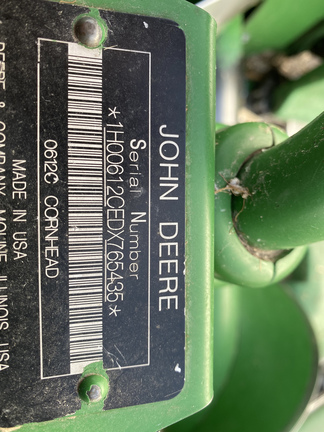 JOHN DEERE
Serial Number
*1H00612CEDX765435*
0612C CORNHEAD
MADE IN USA
DEERE & COMPANY MOLINE, ILLINOIS USA